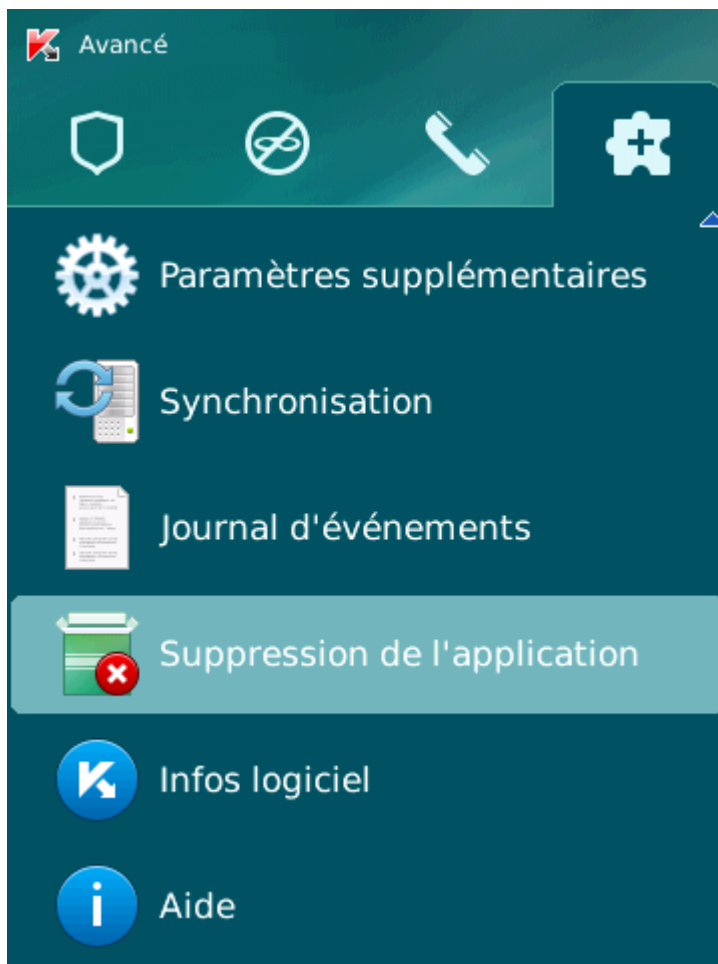 Avancé
Paramètres supplémentaires
Synchronisation
Journal d'événements
Suppression de l'application
Infos logiciel
Aide